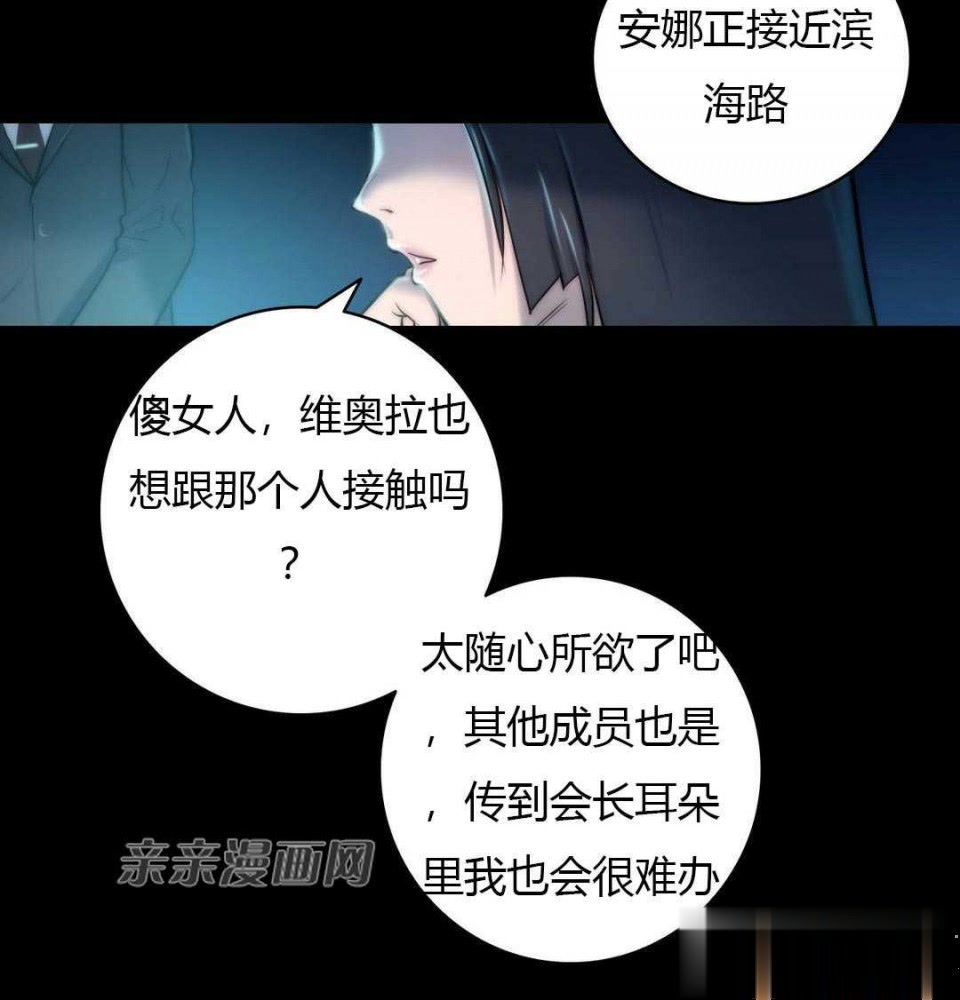 安娜正接近滨
海路
傻女人，维奥拉也
想跟那个人接触吗
？
太随心所欲了吧
，其他成员也是
，传到会长耳朵
里我也会很难办
亲亲漫画网